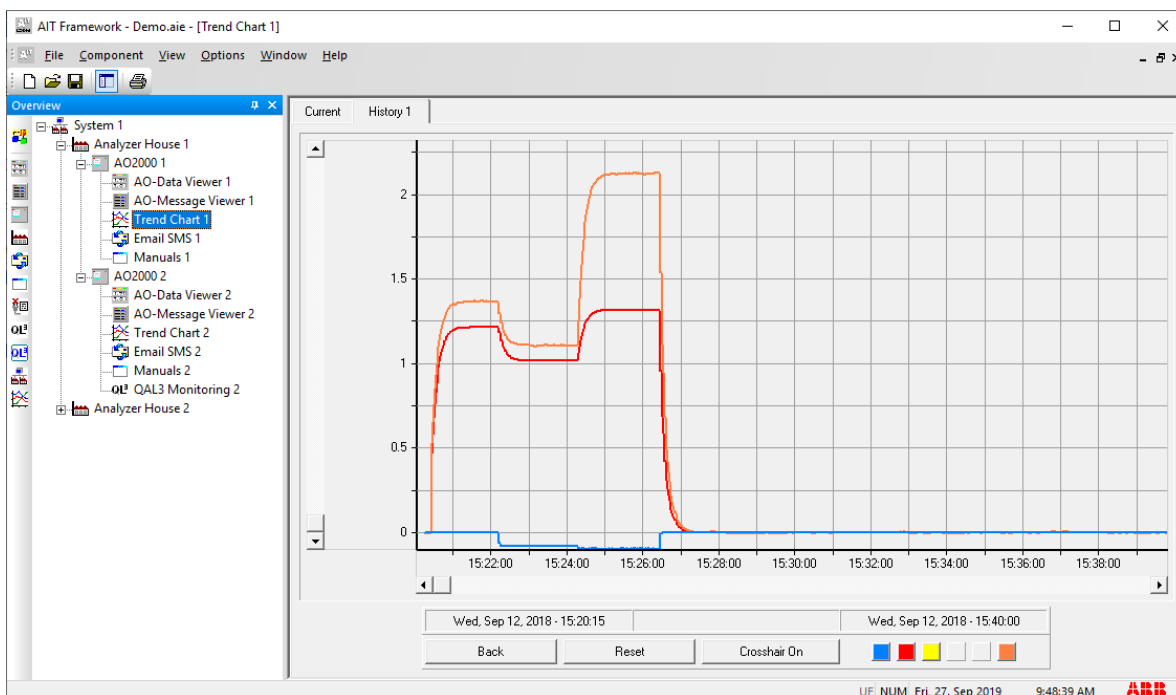 AIT Framework - Demo.aie - [Trend Chart 1]
File Component View Options Window Help
Overview
System 1
Analyzer House 1
AO2000 1
AO-Data Viewer 1
AO-Message Viewer 1
Trend Chart 1
Email SMS 1
Manuals 1
AO2000 2
AO-Data Viewer 2
AO-Message Viewer 2
Trend Chart 2
Email SMS 2
Manuals 2
QAL3 Monitoring 2
Analyzer House 2
Current History 1
2
1.5
1
0.5
0
15:22:00 15:24:00 15:26:00 15:28:00 15:30:00 15:32:00 15:34:00 15:36:00 15:38:00
Wed, Sep 12, 2018 - 15:20:15 Wed, Sep 12, 2018 - 15:40:00
Back Reset Crosshair On
UF NUM Fri, 27. Sep 2019 9:48:39 AM ABB